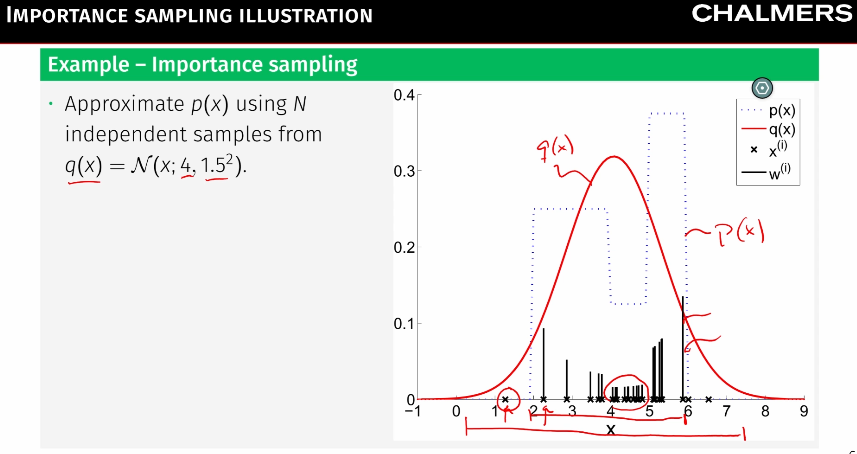 IMPORTANCE SAMPLING ILLUSTRATION
CHALMERS
Example – Importance sampling
• Approximate p(x) using N
independent samples from
q(x) = N(x; 4, 1.5²).
0.4
0.3
0.2
0.1
0
−1 0 1 2 3 4 5 6 7 8 9
x
p(x)
q(x)
x^(i)
w^(i)
q(x)
p(x)